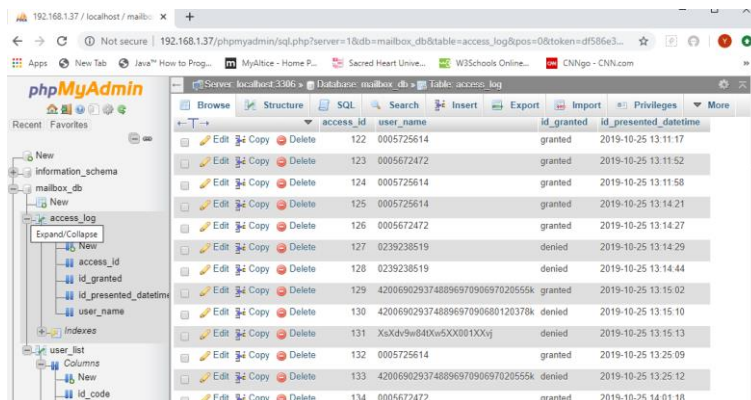 192.168.1.37 / localhost / mailbo
Not secure | 192.168.1.37/phpmyadmin/sql.php?server=1&db=mailbox_db&table=access_log&pos=0&token=df586e3...
Apps New Tab Java™ How to Prog... MyAltice - Home P... Sacred Heart Unive... W3Schools Online... CNNgo - CNN.com
phpMyAdmin
Recent Favorites
New
information_schema
mailbox_db
New
access_log
Expand/Collapse
New
access_id
id_granted
id_presented_datetime
user_name
Indexes
user_list
Columns
New
id_code
Server: localhost:3306 » Database: mailbox_db » Table: access_log
Browse Structure SQL Search Insert Export Import Privileges More
access_id user_name id_granted id_presented_datetime
Edit Copy Delete 122 0005725614 granted 2019-10-25 13:11:17
Edit Copy Delete 123 0005672472 granted 2019-10-25 13:11:52
Edit Copy Delete 124 0005725614 granted 2019-10-25 13:11:58
Edit Copy Delete 125 0005725614 granted 2019-10-25 13:14:21
Edit Copy Delete 126 0005672472 granted 2019-10-25 13:14:27
Edit Copy Delete 127 0239238519 denied 2019-10-25 13:14:29
Edit Copy Delete 128 0239238519 denied 2019-10-25 13:14:44
Edit Copy Delete 129 granted 2019-10-25 13:15:02
Edit Copy Delete 130 denied 2019-10-25 13:15:10
Edit Copy Delete 131 denied 2019-10-25 13:15:13
Edit Copy Delete 132 0005725614 granted 2019-10-25 13:25:09
Edit Copy Delete 133 denied 2019-10-25 13:25:12
Edit Copy Delete 134 0005672472 granted 2019-10-25 14:01:18